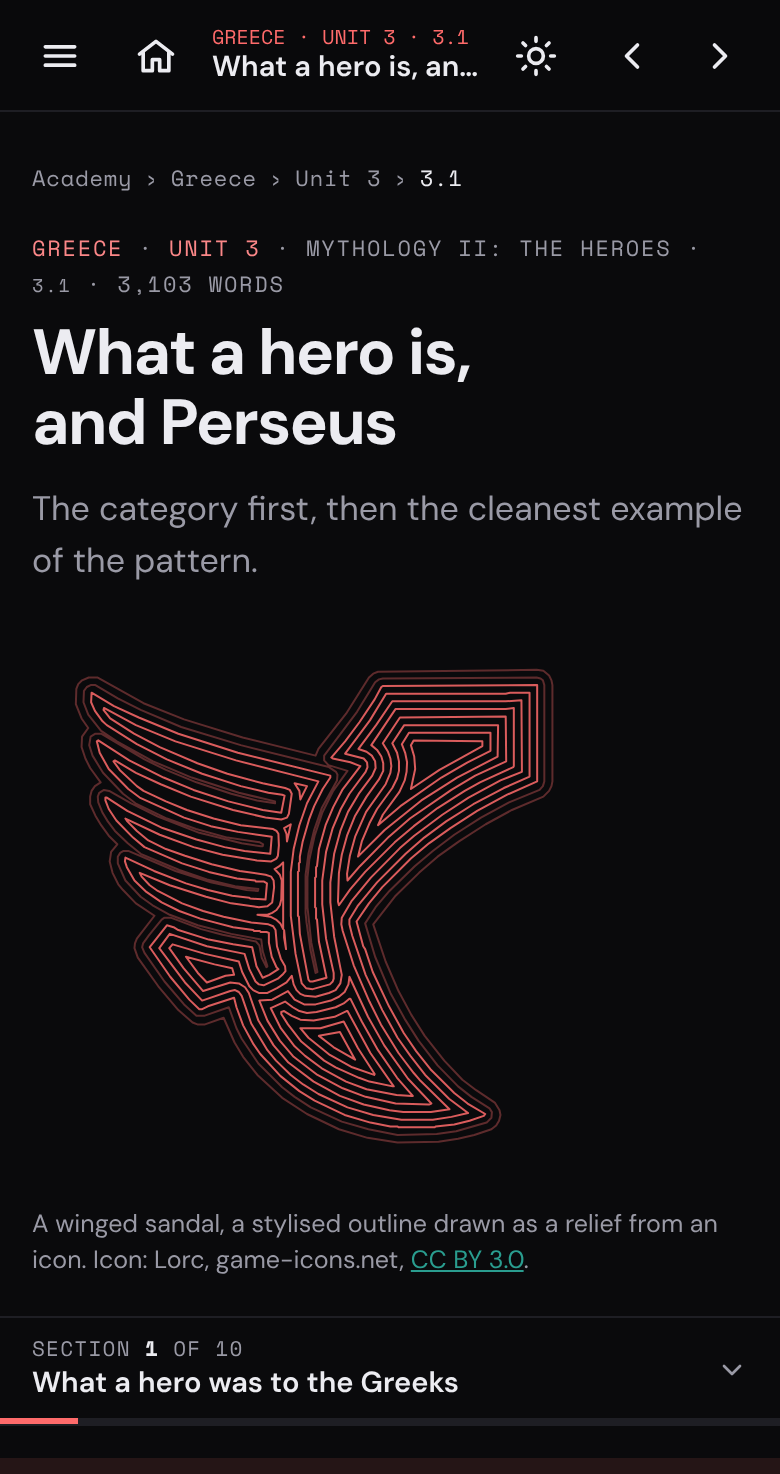 GREECE · UNIT 3 · 3.1
What a hero is, an...
Academy › Greece › Unit 3 › 3.1
GREECE · UNIT 3 · MYTHOLOGY II: THE HEROES ·
3.1 · 3,103 WORDS
What a hero is,
and Perseus
The category first, then the cleanest example
of the pattern.
A winged sandal, a stylised outline drawn as a relief from an
icon. Icon: Lorc, game-icons.net, CC BY 3.0.
SECTION 1 OF 10
What a hero was to the Greeks